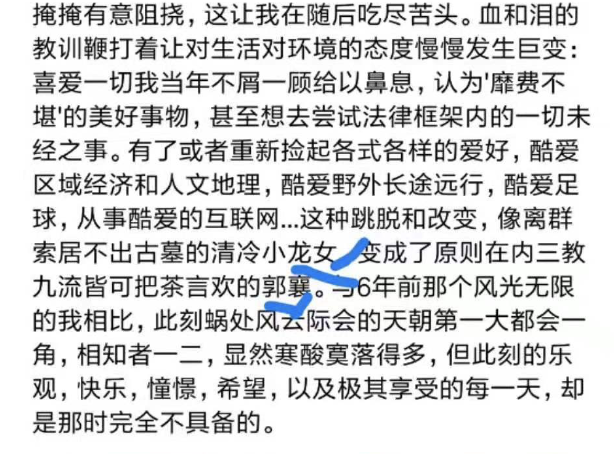 掩掩有意阻挠，这让我在随后吃尽苦头。血和泪的
教训鞭打着让对生活对环境的态度慢慢发生巨变：
喜爱一切我当年不屑一顾给以鼻息，认为'靡费不
堪'的美好事物，甚至想去尝试法律框架内的一切未
经之事。有了或者重新捡起各式各样的爱好，酷爱
区域经济和人文地理，酷爱野外长途远行，酷爱足
球，从事酷爱的互联网...这种跳脱和改变，像离群
索居不出古墓的清冷小龙女，变成了原则在内三教
九流皆可把茶言欢的郭襄。与6年前那个风光无限
的我相比，此刻蜗处风云际会的天朝第一大都会一
角，相知者一二，显然寒酸寞落得多，但此刻的乐
观，快乐，憧憬，希望，以及极其享受的每一天，却
是那时完全不具备的。